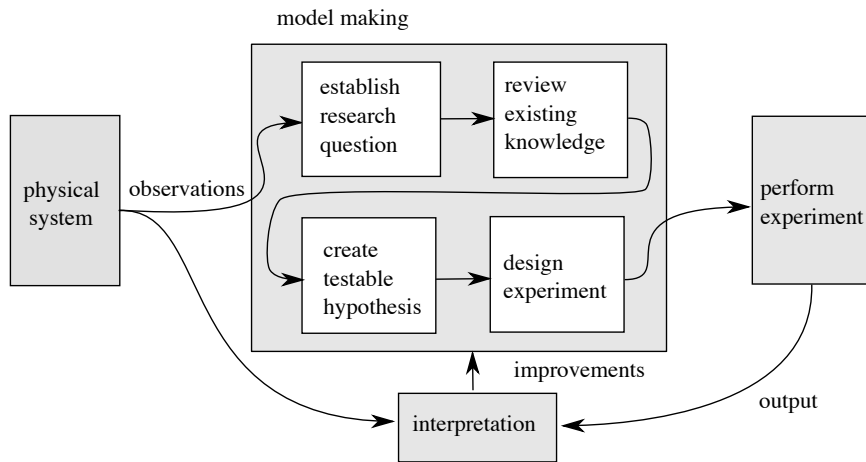 model making
establish
research
question
review
existing
knowledge
physical
system
observations
perform
experiment
create
testable
hypothesis
design
experiment
improvements
interpretation
output